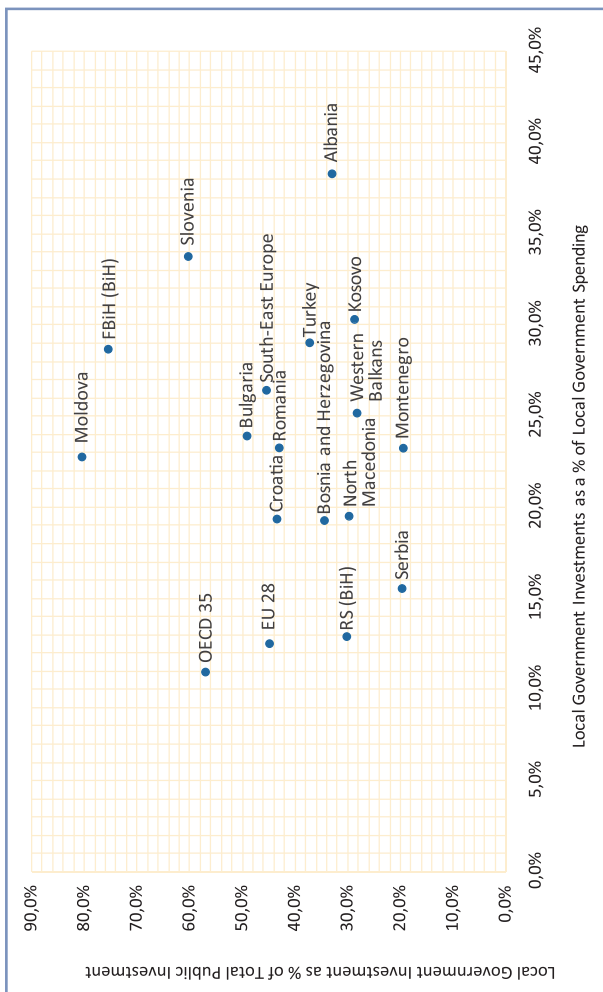 Local Government Investment as % of Total Public Investment
90,0%
80,0%
70,0%
60,0%
50,0%
40,0%
30,0%
20,0%
10,0%
0,0%
Moldova
FBiH (BiH)
Slovenia
OECD 35
Bulgaria
South-East Europe
EU 28
Croatia
Romania
Turkey
Bosnia and Herzegovina
Albania
RS (BiH)
North
Macedonia
Western
Balkans
Kosovo
Serbia
Montenegro
0,0%
5,0%
10,0%
15,0%
20,0%
25,0%
30,0%
35,0%
40,0%
45,0%
Local Government Investments as a % of Local Government Spending